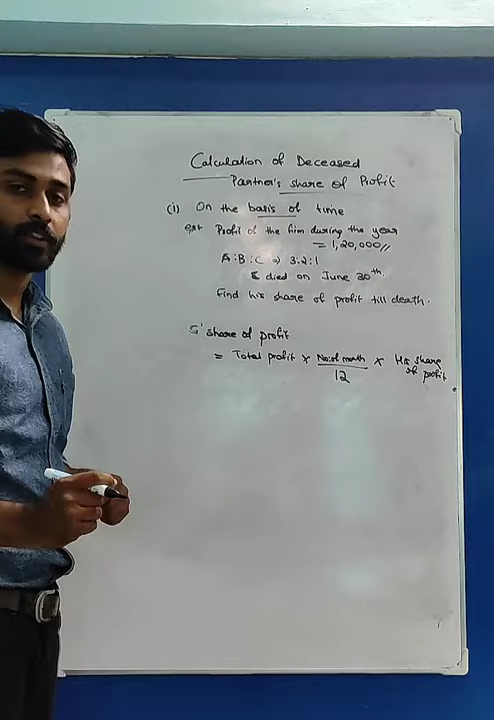 Calculation of Deceased
Partner's share of Profit
(i) On the basis of time
Profit of the firm during the year
= 1,20,000//
A:B:C ⇒ 3:2:1
C died on June 30th.
Find his share of profit till death.
C' share of profit
= Total profit × No: of month / 12 × His share of profit